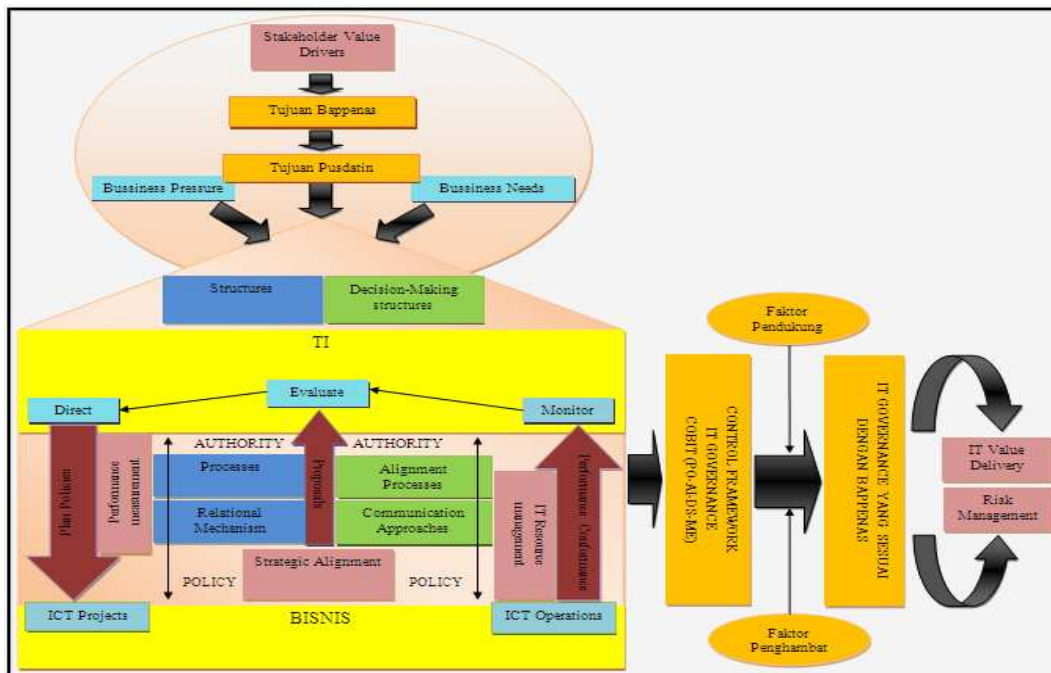 Stakeholder Value
Drivers
Tujuan Bappenas
Tujuan Pusdatin
Bussiness Pressure
Bussiness Needs
Structures
Decision-Making
structures
TI
Evaluate
Direct
Monitor
AUTHORITY
AUTHORITY
Plan Policies
Performance
measurement
Processes
Relational
Mechanism
Proposals
Alignment
Processes
Communication
Approaches
Strategic Alignment
POLICY
POLICY
IT Resource
management
Performance Conformance
ICT Projects
BISNIS
ICT Operations
CONTROL FRAMEWORK
IT GOVERNANCE
COBIT (PO-AI-DS-ME)
Faktor
Pendukung
Faktor
Penghambat
IT GOVERNANCE YANG SESUAI
DENGAN BAPPENAS
IT Value
Delivery
Risk
Management